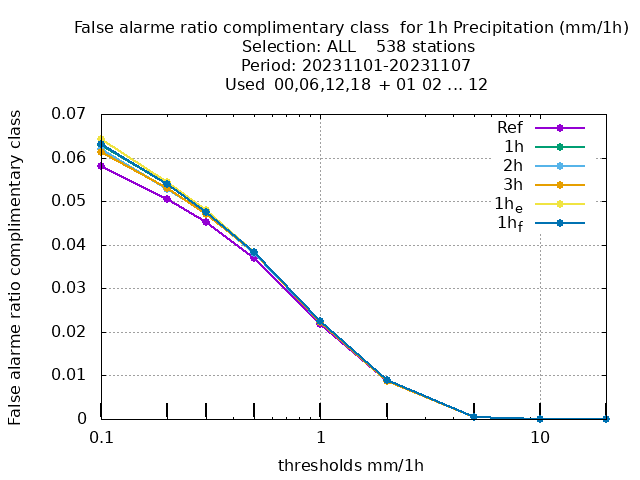 False alarme ratio complimentary class  for 1h Precipitation (mm/1h)
Selection: ALL    538 stations
Period: 20231101-20231107
Used  00,06,12,18 + 01 02 ... 12
False alarme ratio complimentary class
0.07
0.06
0.05
0.04
0.03
0.02
0.01
0
0.1
1
10
thresholds mm/1h
Ref
1h
2h
3h
1he
1hf